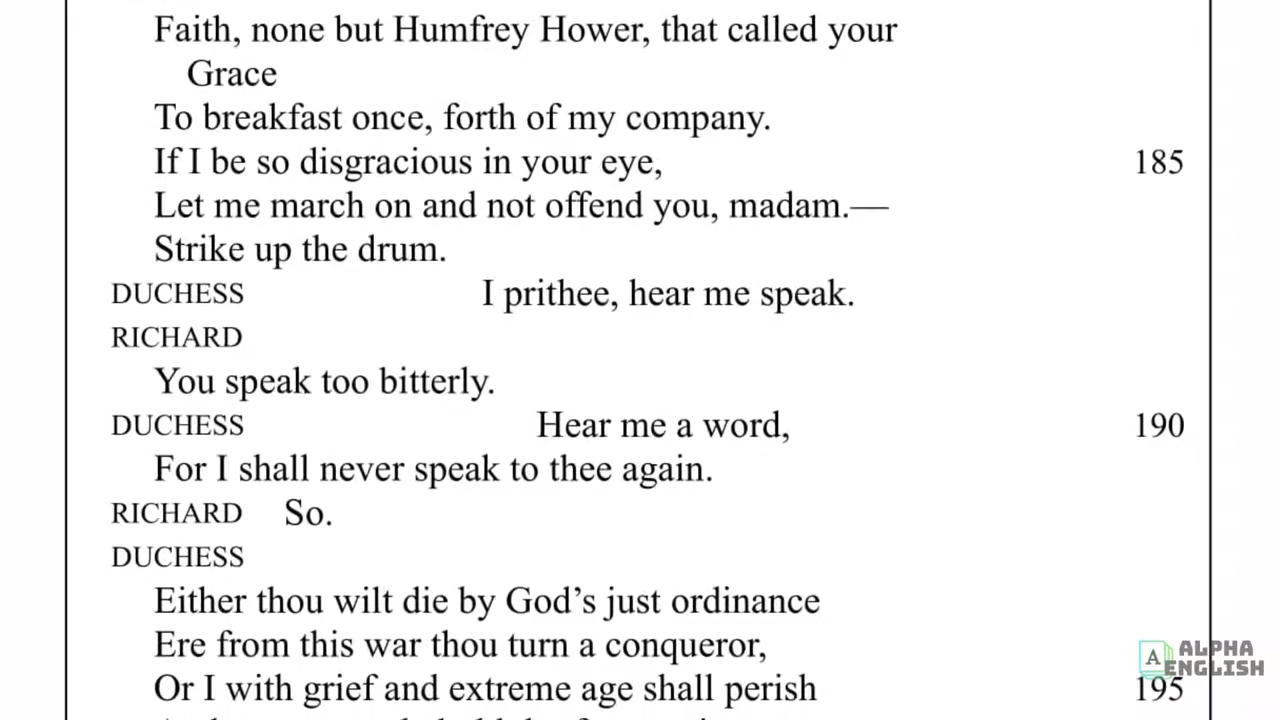 Faith, none but Humfrey Hower, that called your
Grace
To breakfast once, forth of my company.
If I be so disgracious in your eye, 185
Let me march on and not offend you, madam.—
Strike up the drum.
DUCHESS I prithee, hear me speak.
RICHARD
You speak too bitterly.
DUCHESS Hear me a word, 190
For I shall never speak to thee again.
RICHARD So.
DUCHESS
Either thou wilt die by God’s just ordinance
Ere from this war thou turn a conqueror,
Or I with grief and extreme age shall perish 195
A ALPHA
ENGLISH